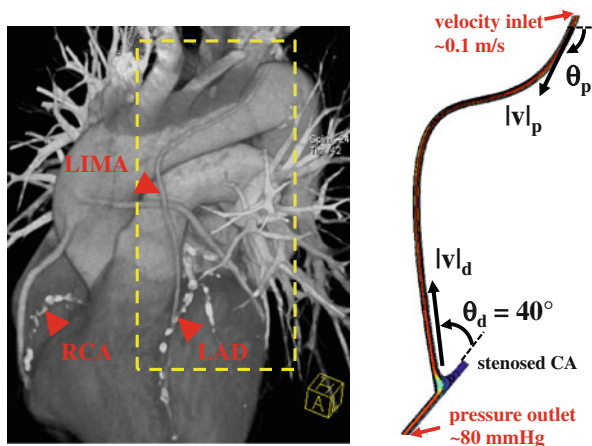 LIMA
RCA
LAD
A
velocity inlet
~0.1 m/s
θp
|v|p
|v|d
θd = 40°
stenosed CA
pressure outlet
~80 mmHg